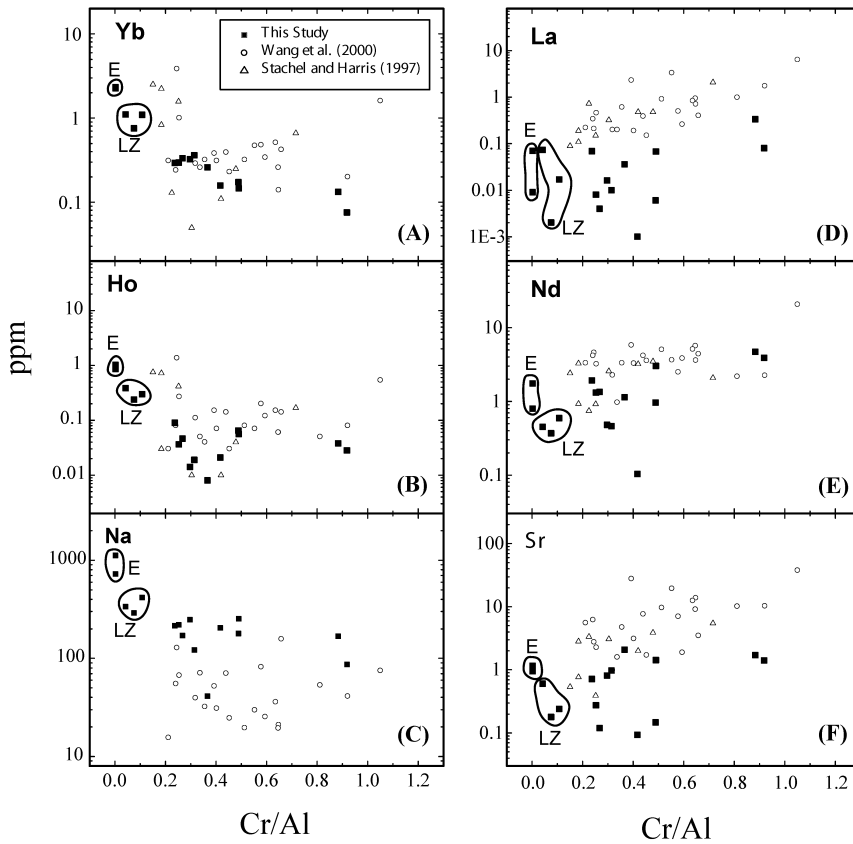 Yb
This Study
Wang et al. (2000)
Stachel and Harris (1997)
E
LZ
(A)
10
1
0.1
Ho
E
LZ
(B)
10
1
0.1
0.01
Na
E
LZ
(C)
1000
100
10
0.0 0.2 0.4 0.6 0.8 1.0 1.2
Cr/Al
ppm
La
E
LZ
(D)
10
1
0.1
0.01
1E-3
Nd
E
LZ
(E)
10
1
0.1
Sr
E
LZ
(F)
100
10
1
0.1
0.0 0.2 0.4 0.6 0.8 1.0 1.2
Cr/Al